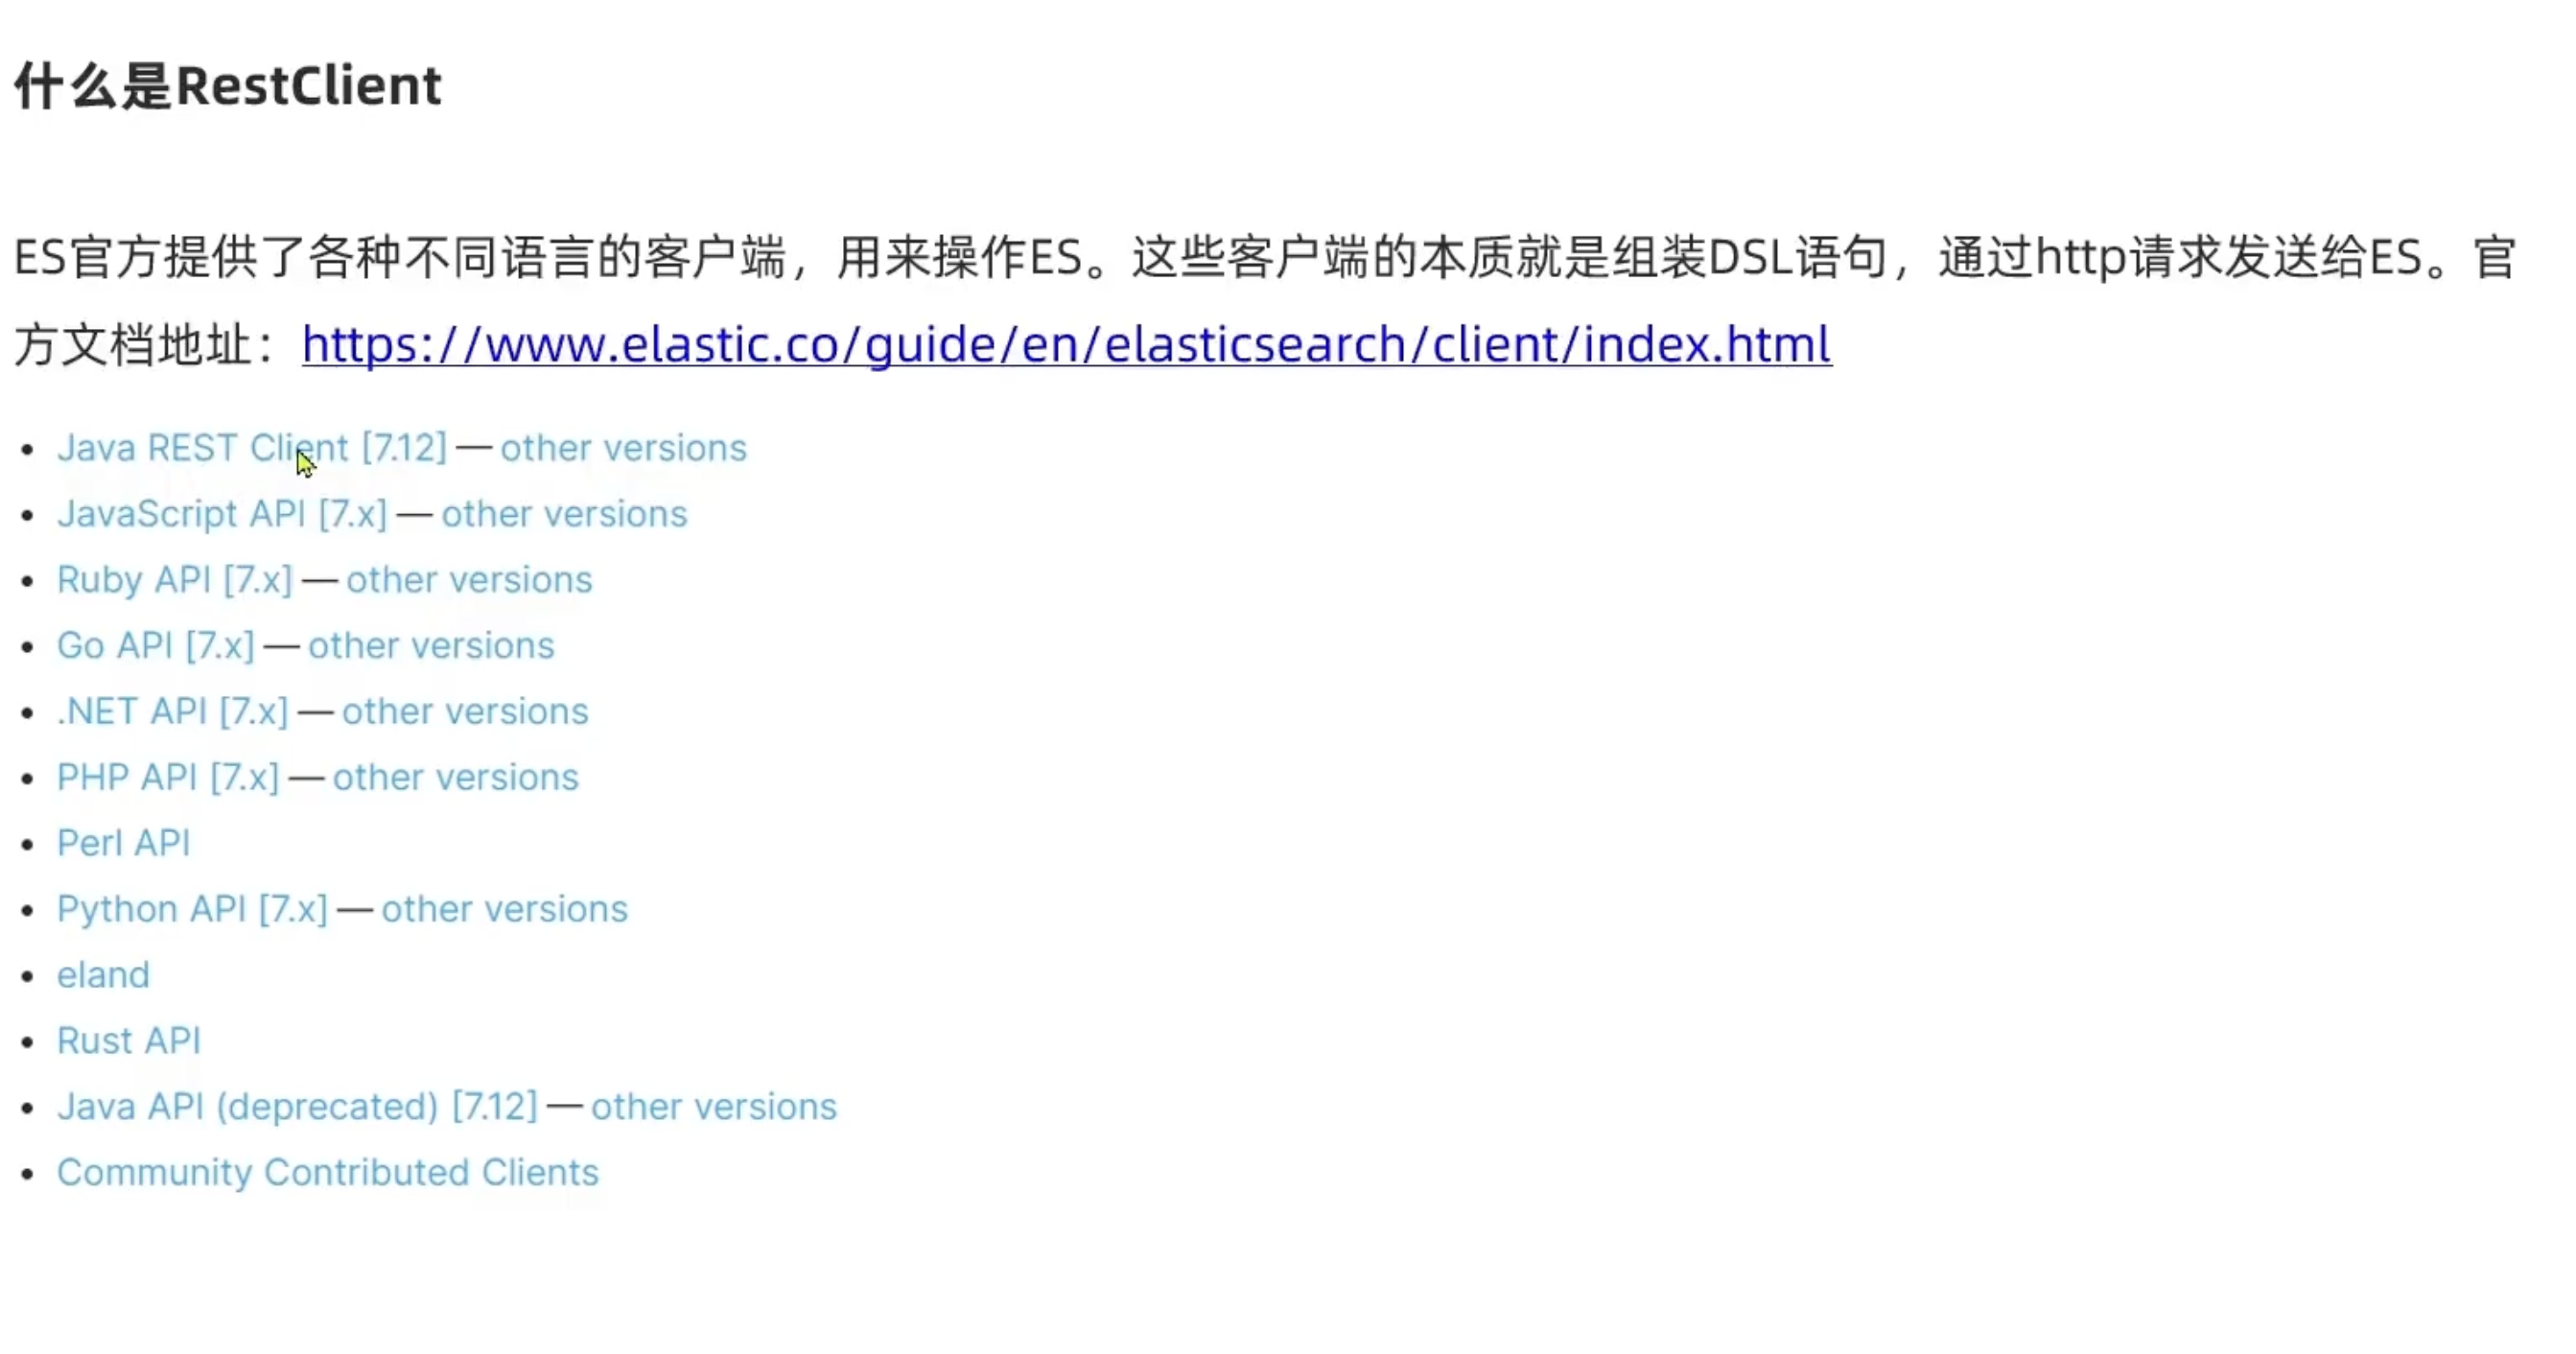 什么是RestClient
ES官方提供了各种不同语言的客户端，用来操作ES。这些客户端的本质就是组装DSL语句，通过http请求发送给ES。官
方文档地址：https://www.elastic.co/guide/en/elasticsearch/client/index.html
• Java REST Client [7.12] — other versions
• JavaScript API [7.x] — other versions
• Ruby API [7.x] — other versions
• Go API [7.x] — other versions
• .NET API [7.x] — other versions
• PHP API [7.x] — other versions
• Perl API
• Python API [7.x] — other versions
• eland
• Rust API
• Java API (deprecated) [7.12] — other versions
• Community Contributed Clients